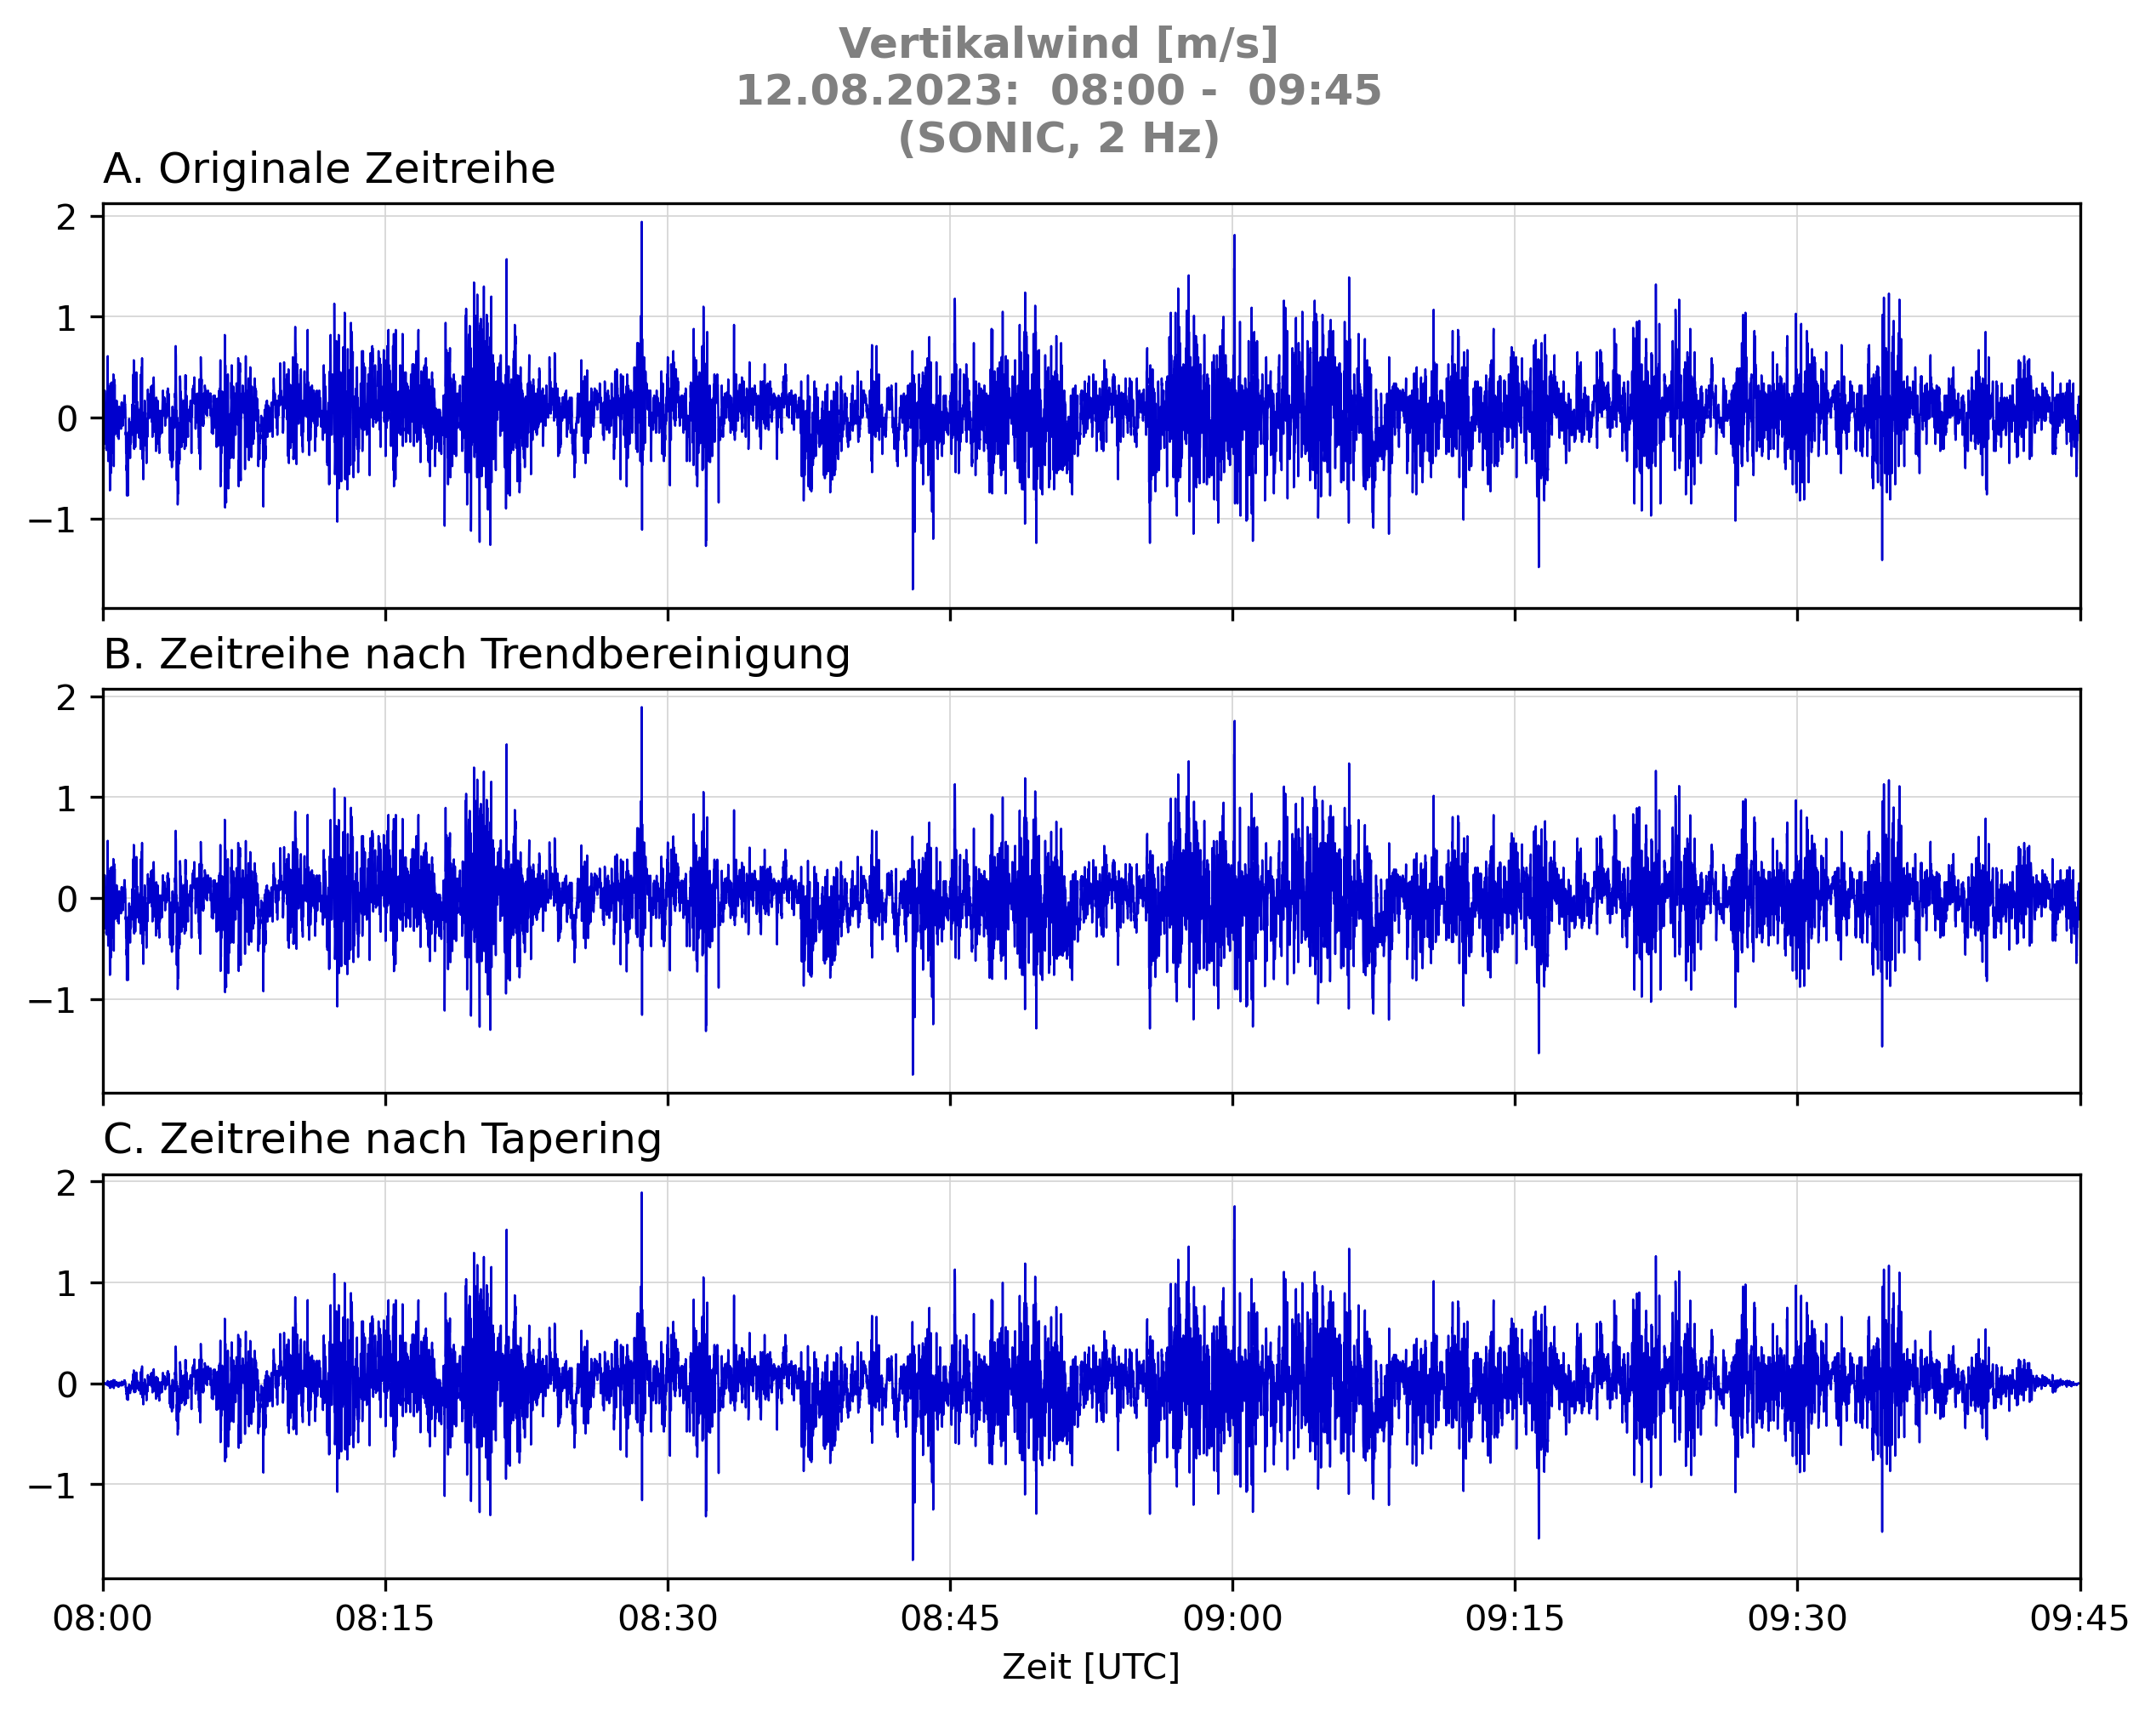 Vertikalwind [m/s]
12.08.2023:  08:00 -  09:45
(SONIC, 2 Hz)
A. Originale Zeitreihe
2
1
0
−1
B. Zeitreihe nach Trendbereinigung
2
1
0
−1
C. Zeitreihe nach Tapering
2
1
0
−1
08:00 08:15 08:30 08:45 09:00 09:15 09:30 09:45
Zeit [UTC]